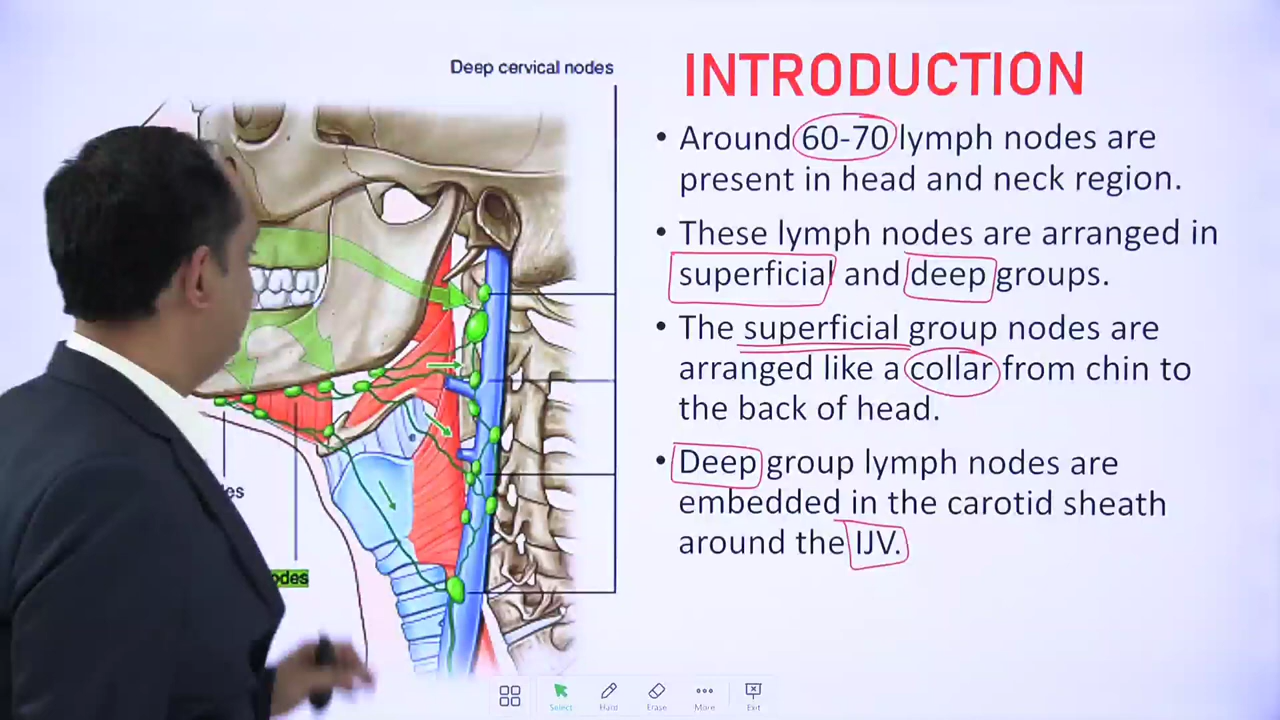 Deep cervical nodes
INTRODUCTION
• Around 60-70 lymph nodes are
present in head and neck region.
• These lymph nodes are arranged in
superficial and deep groups.
• The superficial group nodes are
arranged like a collar from chin to
the back of head.
• Deep group lymph nodes are
embedded in the carotid sheath
around the IJV.
Select
Erase
More
Exit